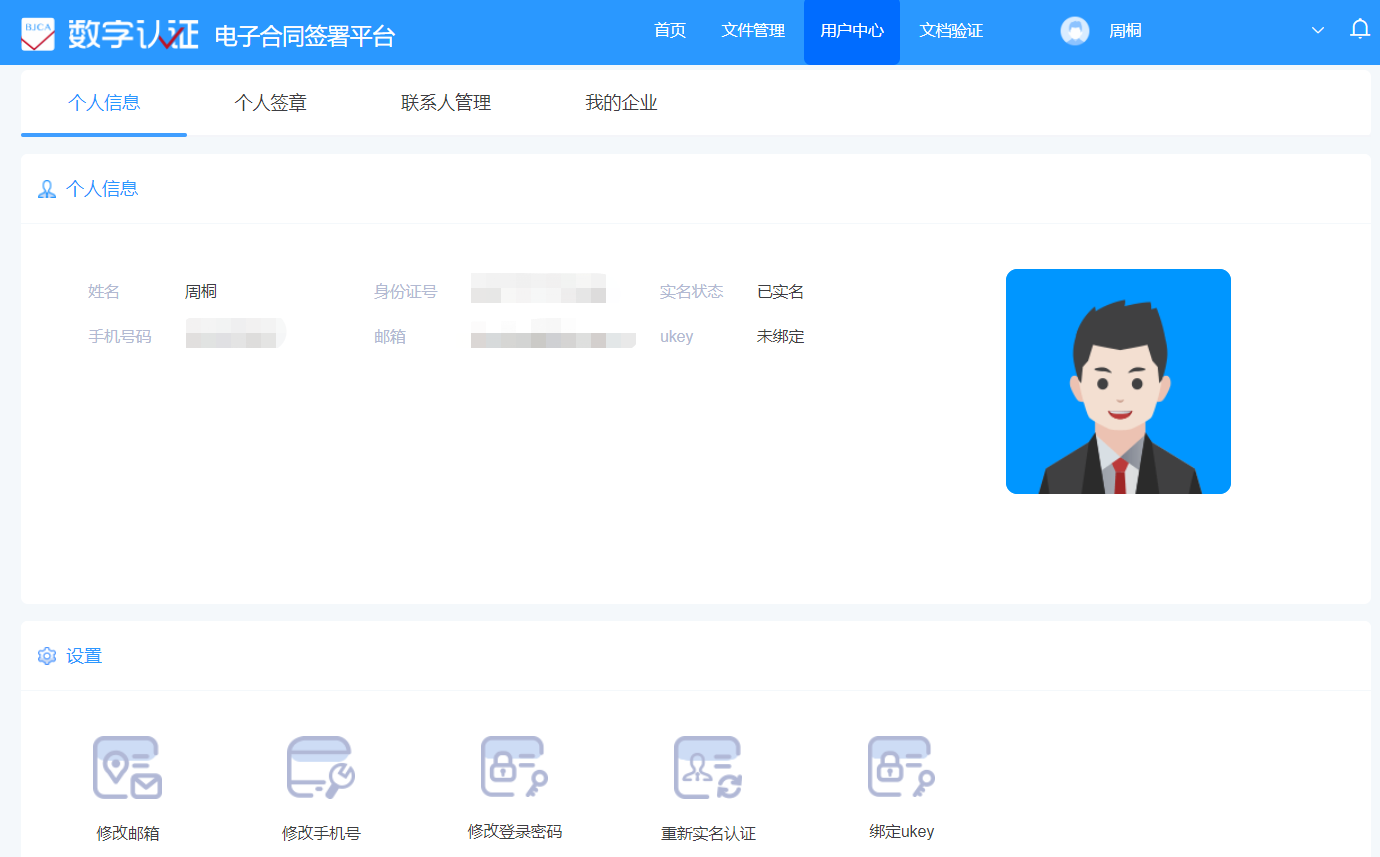 BJCA 数字认证 电子合同签署平台 首页 文件管理 用户中心 文档验证 周桐
个人信息 个人签章 联系人管理 我的企业
个人信息
姓名 周桐 身份证号 实名状态 已实名
手机号码 邮箱 ukey 未绑定
设置
修改邮箱 修改手机号 修改登录密码 重新实名认证 绑定ukey